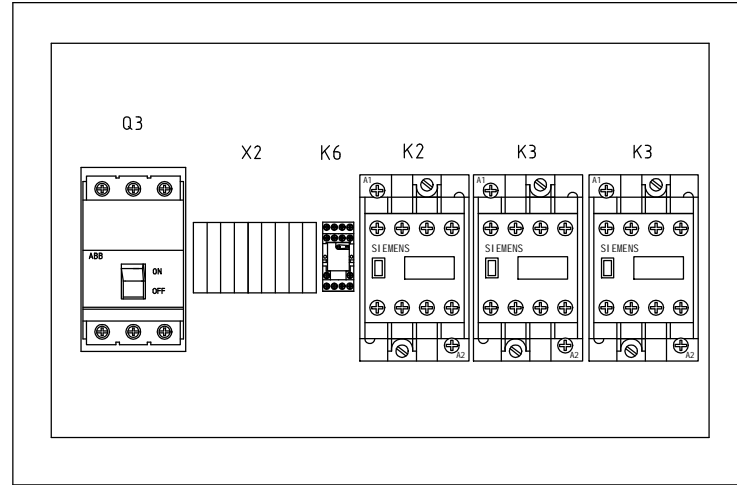 Q3
X2
K6
K2
K3
K3
A1
A1
A1
ABB
ON
OFF
SIEMENS
SIEMENS
SIEMENS
A2
A2
A2